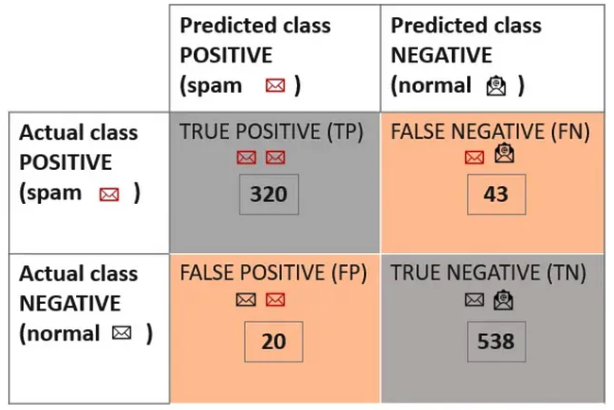 Predicted class
POSITIVE
(spam )
Predicted class
NEGATIVE
(normal )
Actual class
POSITIVE
(spam )
TRUE POSITIVE (TP)
320
FALSE NEGATIVE (FN)
43
Actual class
NEGATIVE
(normal )
FALSE POSITIVE (FP)
20
TRUE NEGATIVE (TN)
538